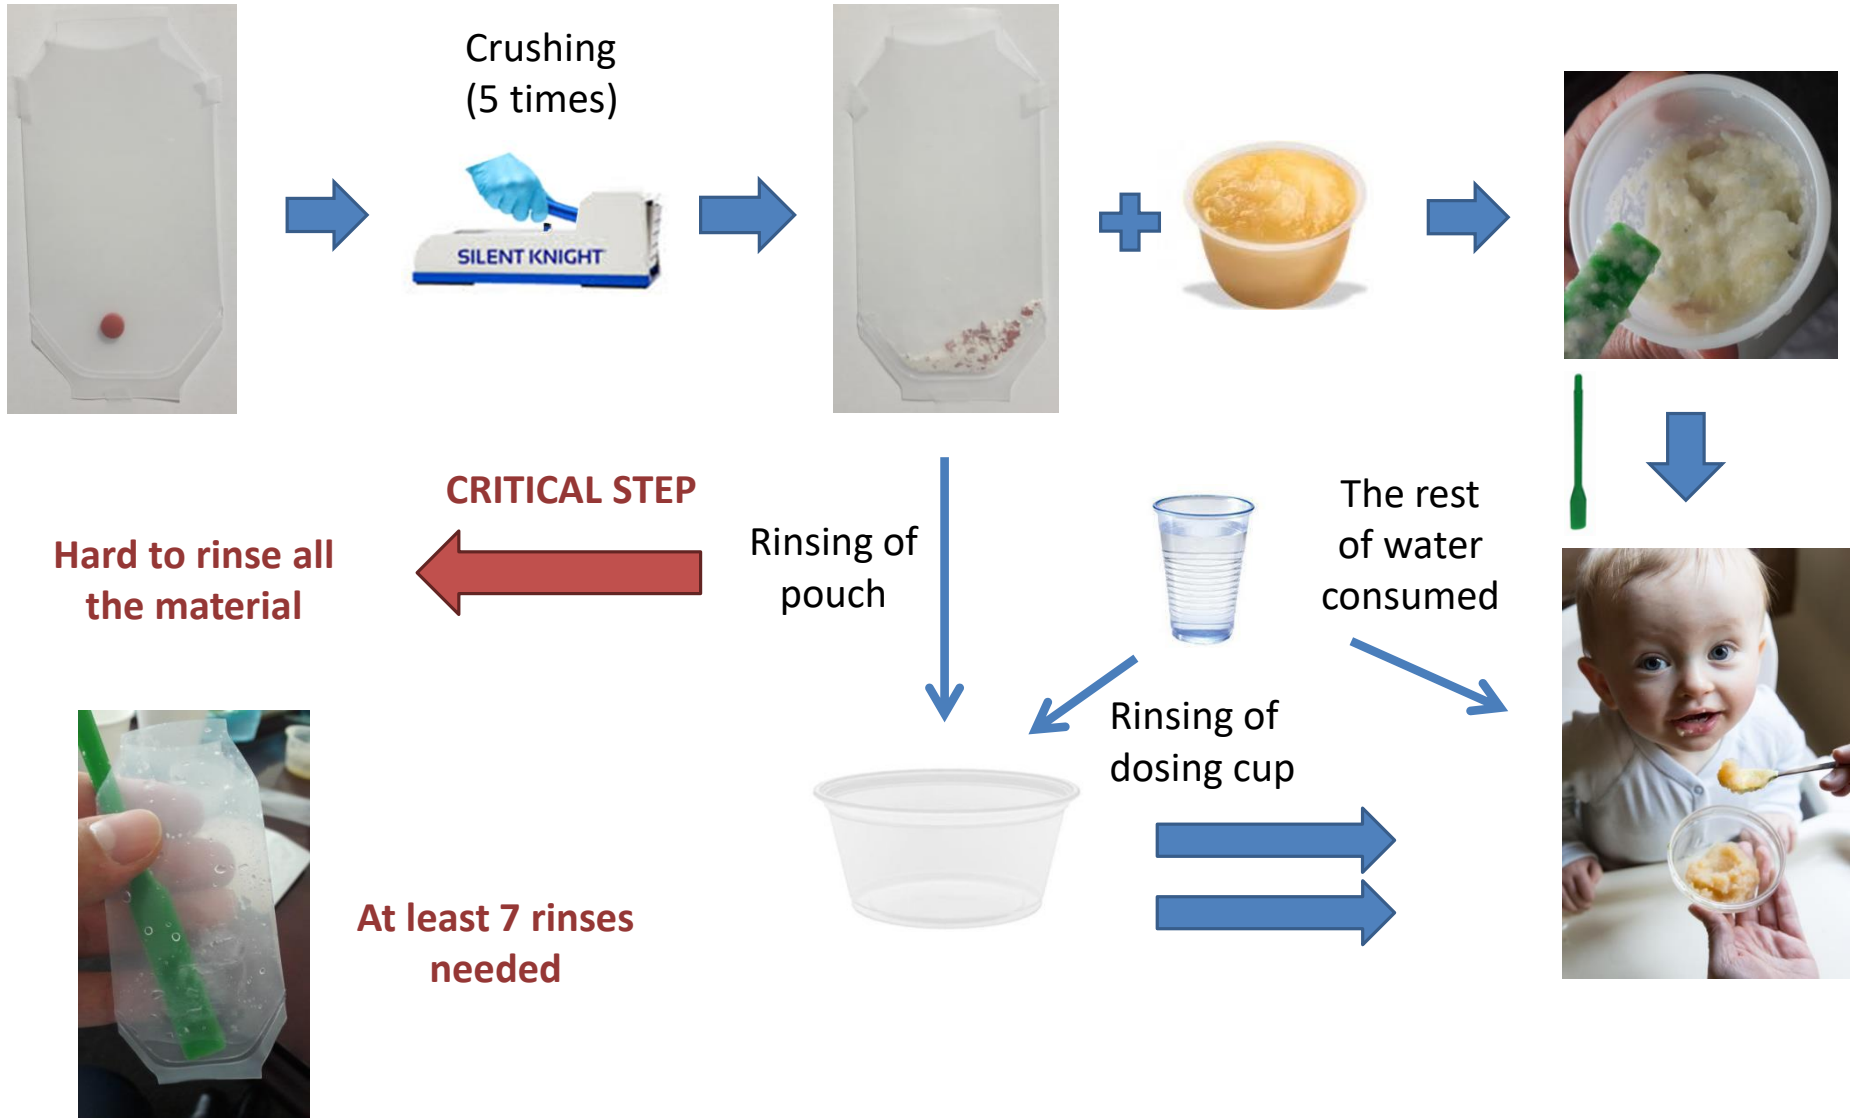 Crushing
(5 times)
SILENT KNIGHT
CRITICAL STEP
Hard to rinse all
the material
Rinsing of
pouch
The rest
of water
consumed
Rinsing of
dosing cup
At least 7 rinses
needed